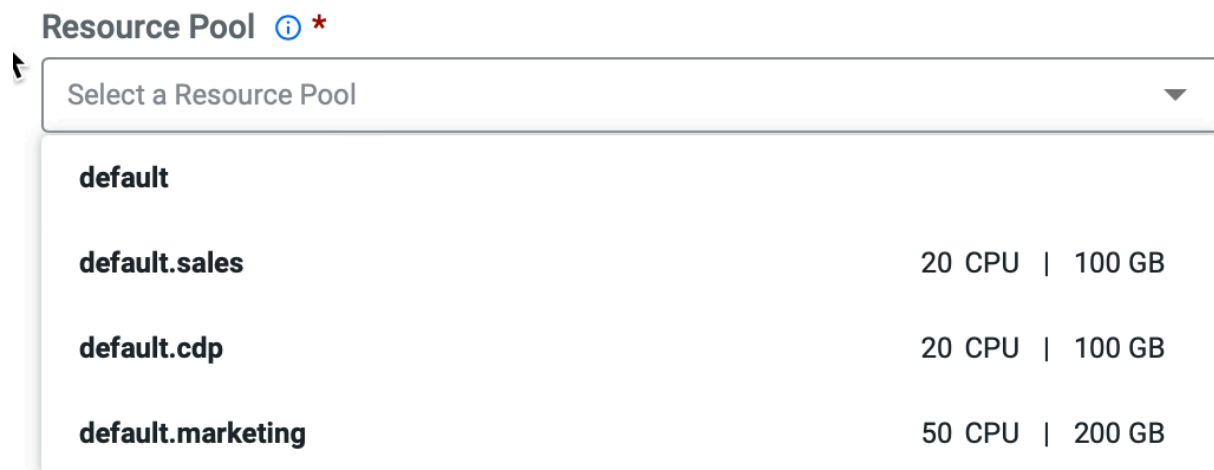 Resource Pool ⓘ *
Select a Resource Pool
default
default.sales 20 CPU | 100 GB
default.cdp 20 CPU | 100 GB
default.marketing 50 CPU | 200 GB